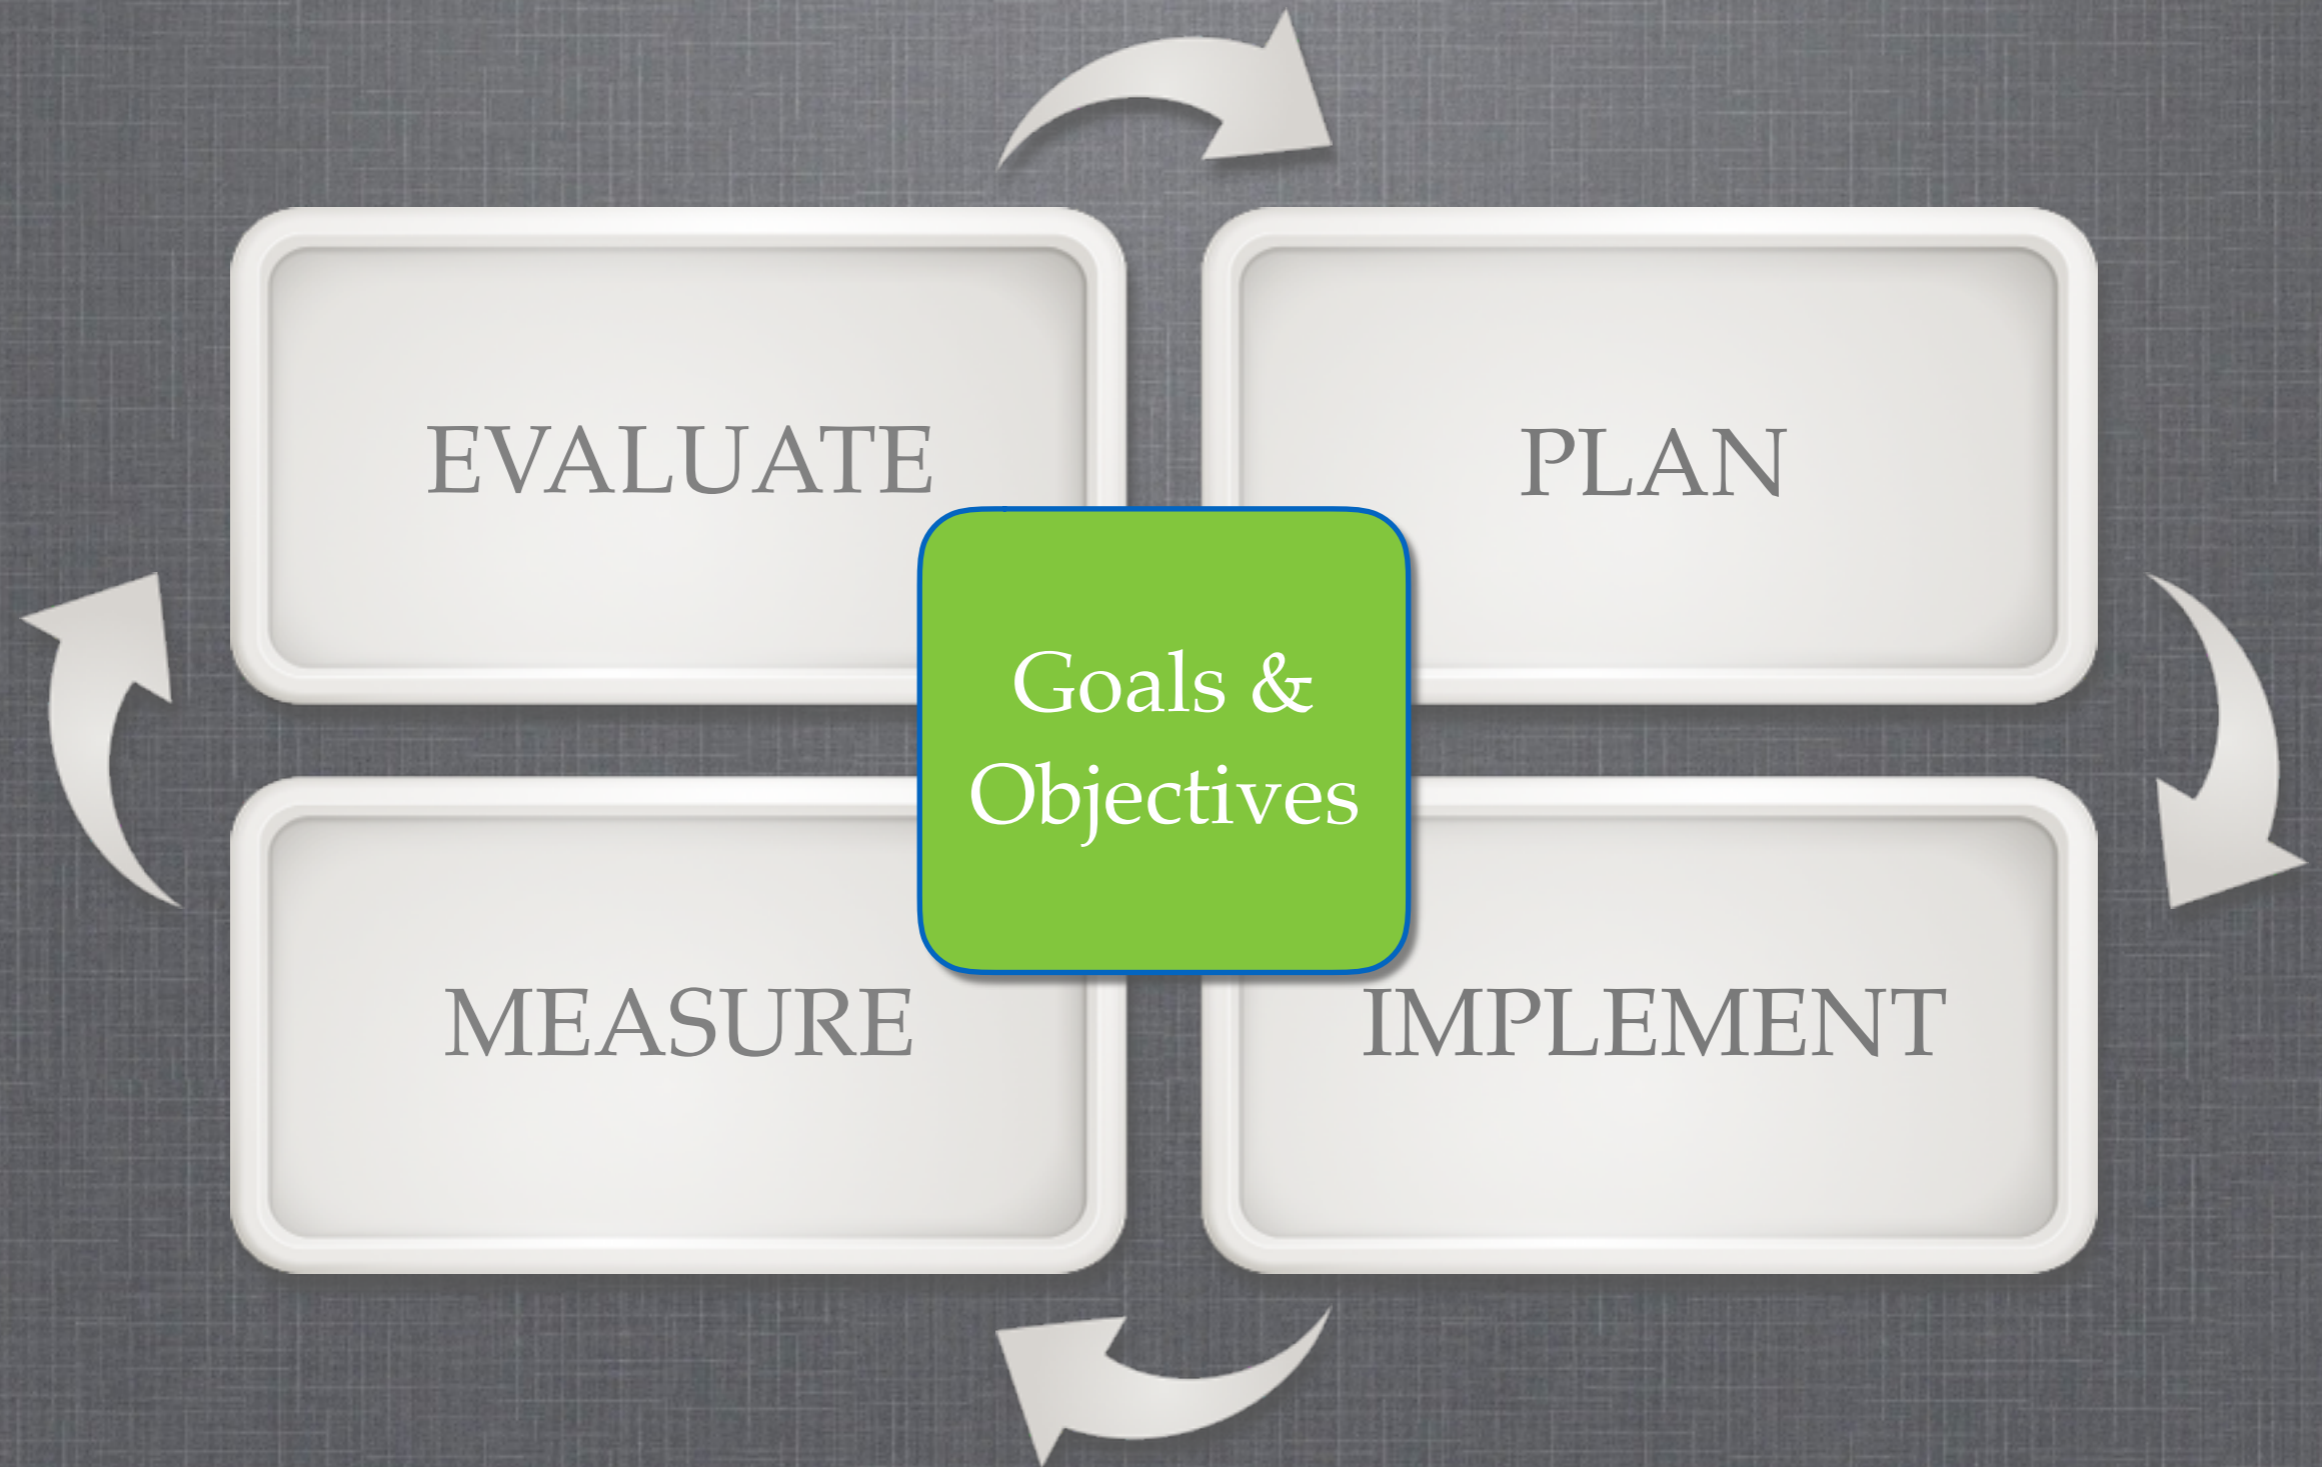 EVALUATE
PLAN
Goals &
Objectives
MEASURE
IMPLEMENT